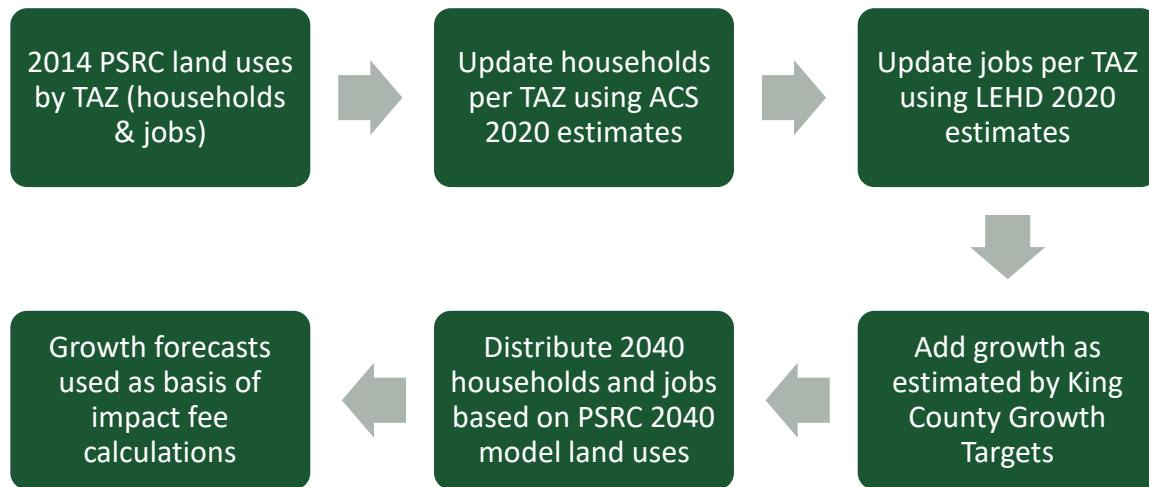 2014 PSRC land uses
by TAZ (households
& jobs)
Update households
per TAZ using ACS
2020 estimates
Update jobs per TAZ
using LEHD 2020
estimates
Add growth as
estimated by King
County Growth
Targets
Distribute 2040
households and jobs
based on PSRC 2040
model land uses
Growth forecasts
used as basis of
impact fee
calculations